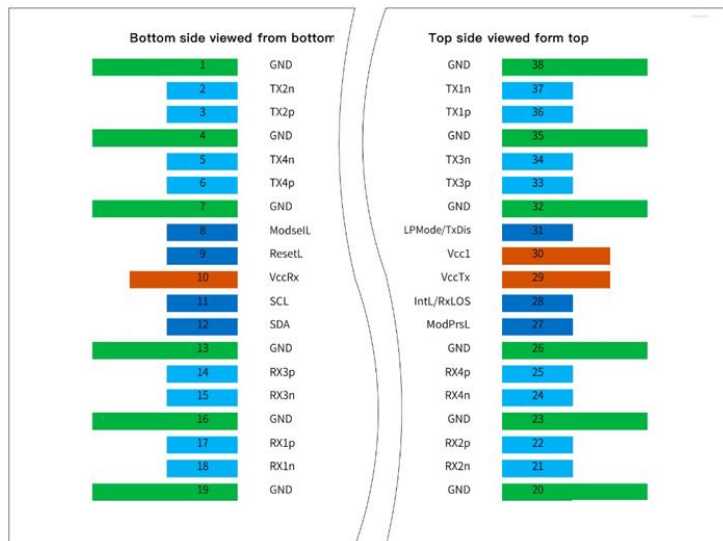 Bottom side viewed from bottom
1 GND
2 TX2n
3 TX2p
4 GND
5 TX4n
6 TX4p
7 GND
8 ModseIL
9 ResetL
10 VccRx
11 SCL
12 SDA
13 GND
14 RX3p
15 RX3n
16 GND
17 RX1p
18 RX1n
19 GND
Top side viewed form top
GND 38
TX1n 37
TX1p 36
GND 35
TX3n 34
TX3p 33
GND 32
LPMode/TxDis 31
Vcc1 30
VccTx 29
IntL/RxLOS 28
ModPrsL 27
GND 26
RX4p 25
RX4n 24
GND 23
RX2p 22
RX2n 21
GND 20